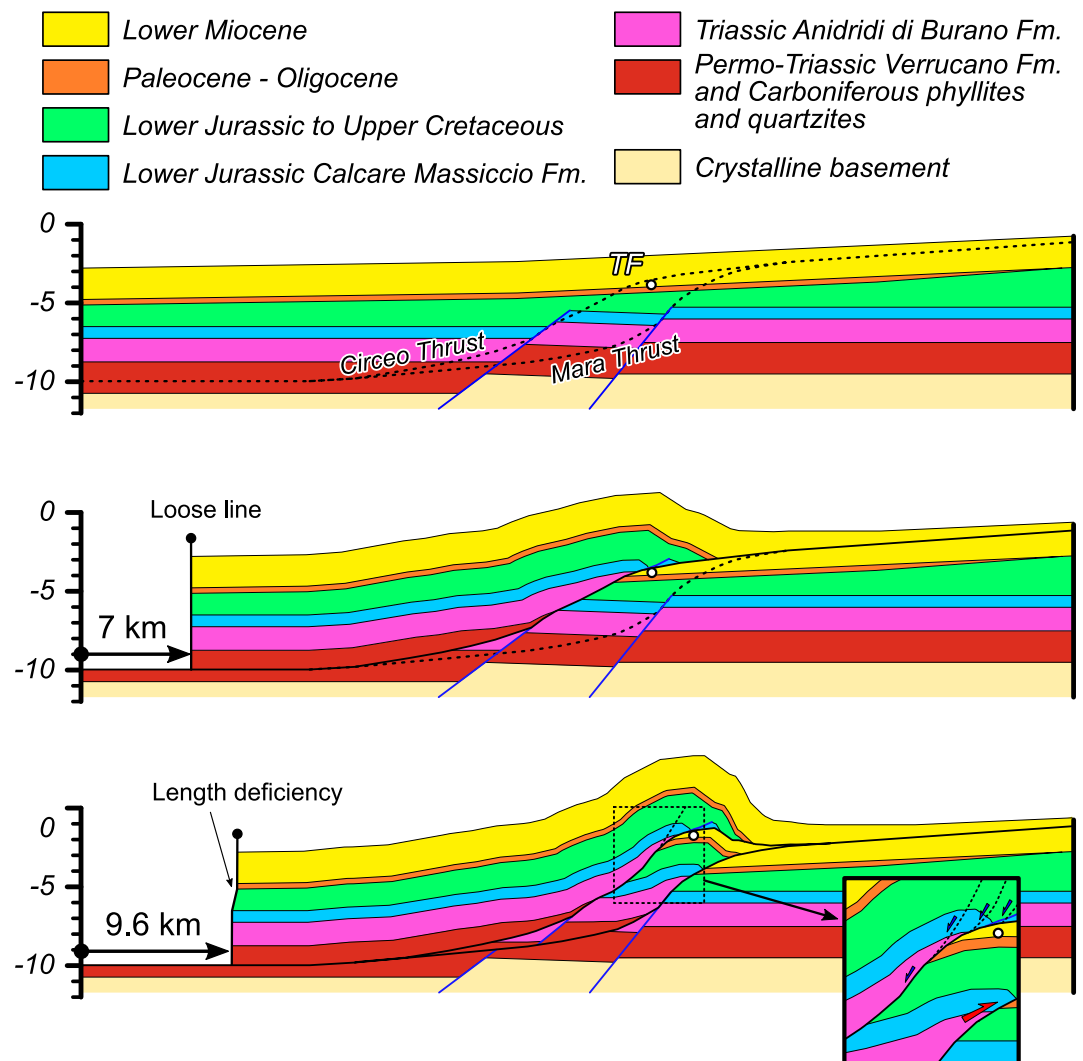 Lower Miocene
Paleocene - Oligocene
Lower Jurassic to Upper Cretaceous
Lower Jurassic Calcare Massiccio Fm.
Triassic Anidridi di Burano Fm.
Permo-Triassic Verrucano Fm.
and Carboniferous phyllites
and quartzites
Crystalline basement
0
-5
-10
TF
Circeo Thrust
Mara Thrust
0
-5
-10
Loose line
7 km
0
-5
-10
Length deficiency
9.6 km